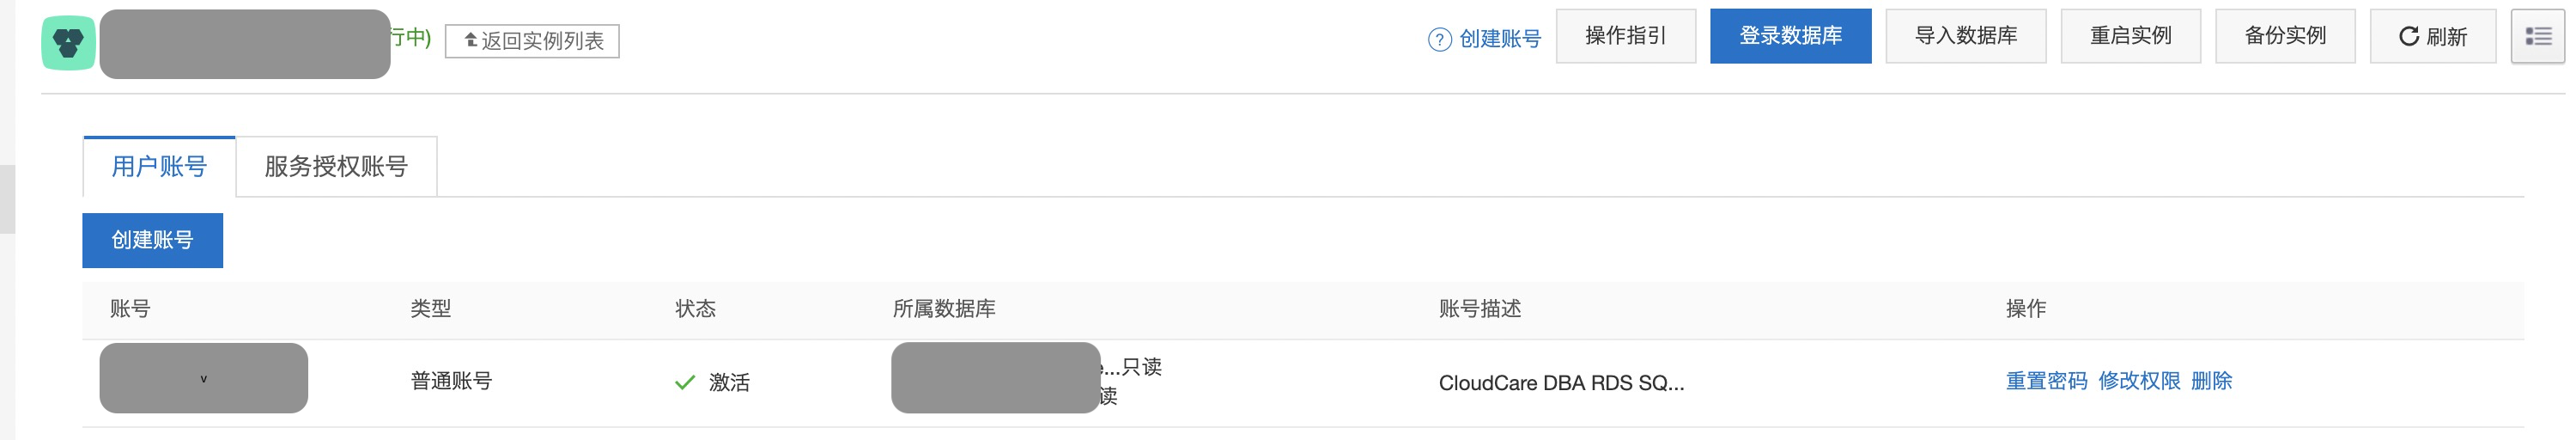 行中) 返回实例列表 ? 创建账号 操作指引 登录数据库 导入数据库 重启实例 备份实例 刷新
用户账号 服务授权账号
创建账号
账号 类型 状态 所属数据库 账号描述 操作
v 普通账号 激活 ...只读 CloudCare DBA RDS SQ... 重置密码 修改权限 删除
读